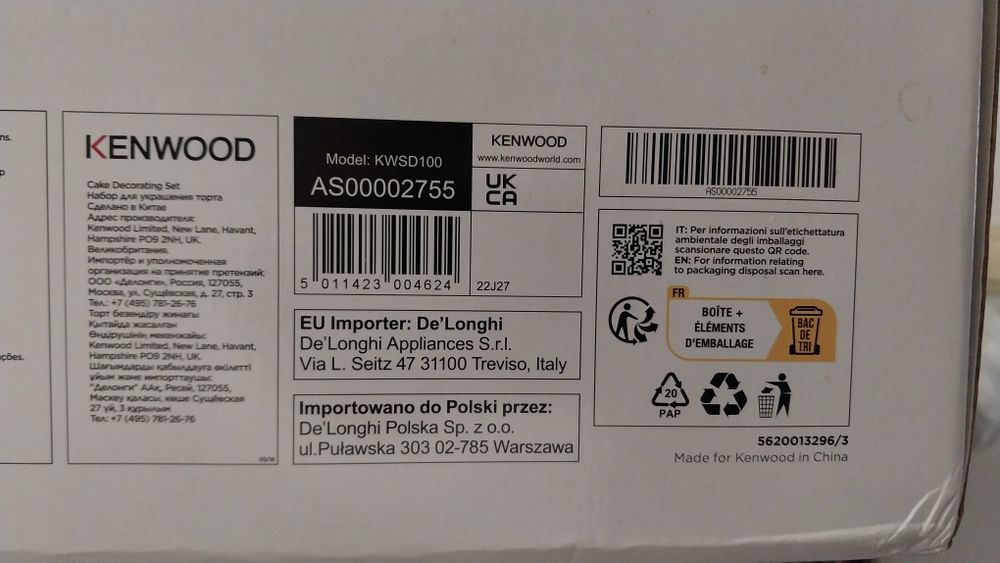 ns.
ções.
KENWOOD
Cake Decorating Set
Набор для украшения торта
Сделано в Китае
Адрес производителя:
Kenwood Limited, New Lane, Havant,
Hampshire PO9 2NH, UK.
Великобритания.
Импортёр и уполномоченная
организация на принятие претензий:
ООО «Делонги», Россия, 127055,
Москва, ул. Сущёвская, д. 27, стр. 3
Тел.: +7 (495) 781-26-76
Торт безендіру жинағы
Қытайда жасалған
Өндірушінің мекенжайы:
Kenwood Limited, New Lane, Havant,
Hampshire PO9 2NH, UK.
Шағымдарды қабылдауға өкілетті
ұйым және импорттаушы:
"Делонги" ААҚ, Ресей, 127055,
Мәскеу қаласы, көше Сущёвская
27 үй, 3 құрылым
Тел.: +7 (495) 781-26-76
Model: KWSD100
AS00002755
KENWOOD
www.kenwoodworld.com
UK
CA
5 011423 004624
22J27
EU Importer: De'Longhi
De'Longhi Appliances S.r.l.
Via L. Seitz 47 31100 Treviso, Italy
Importowano do Polski przez:
De'Longhi Polska Sp. z o.o.
ul.Puławska 303 02-785 Warszawa
AS00002755
IT: Per informazioni sull'etichettatura
ambientale degli imballaggi
scansionare questo QR code.
EN: For information relating
to packaging disposal scan here.
FR
BOÎTE +
ÉLÉMENTS
D'EMBALLAGE
BAC
DE
TRI
20
PAP
5620013296/3
Made for Kenwood in China